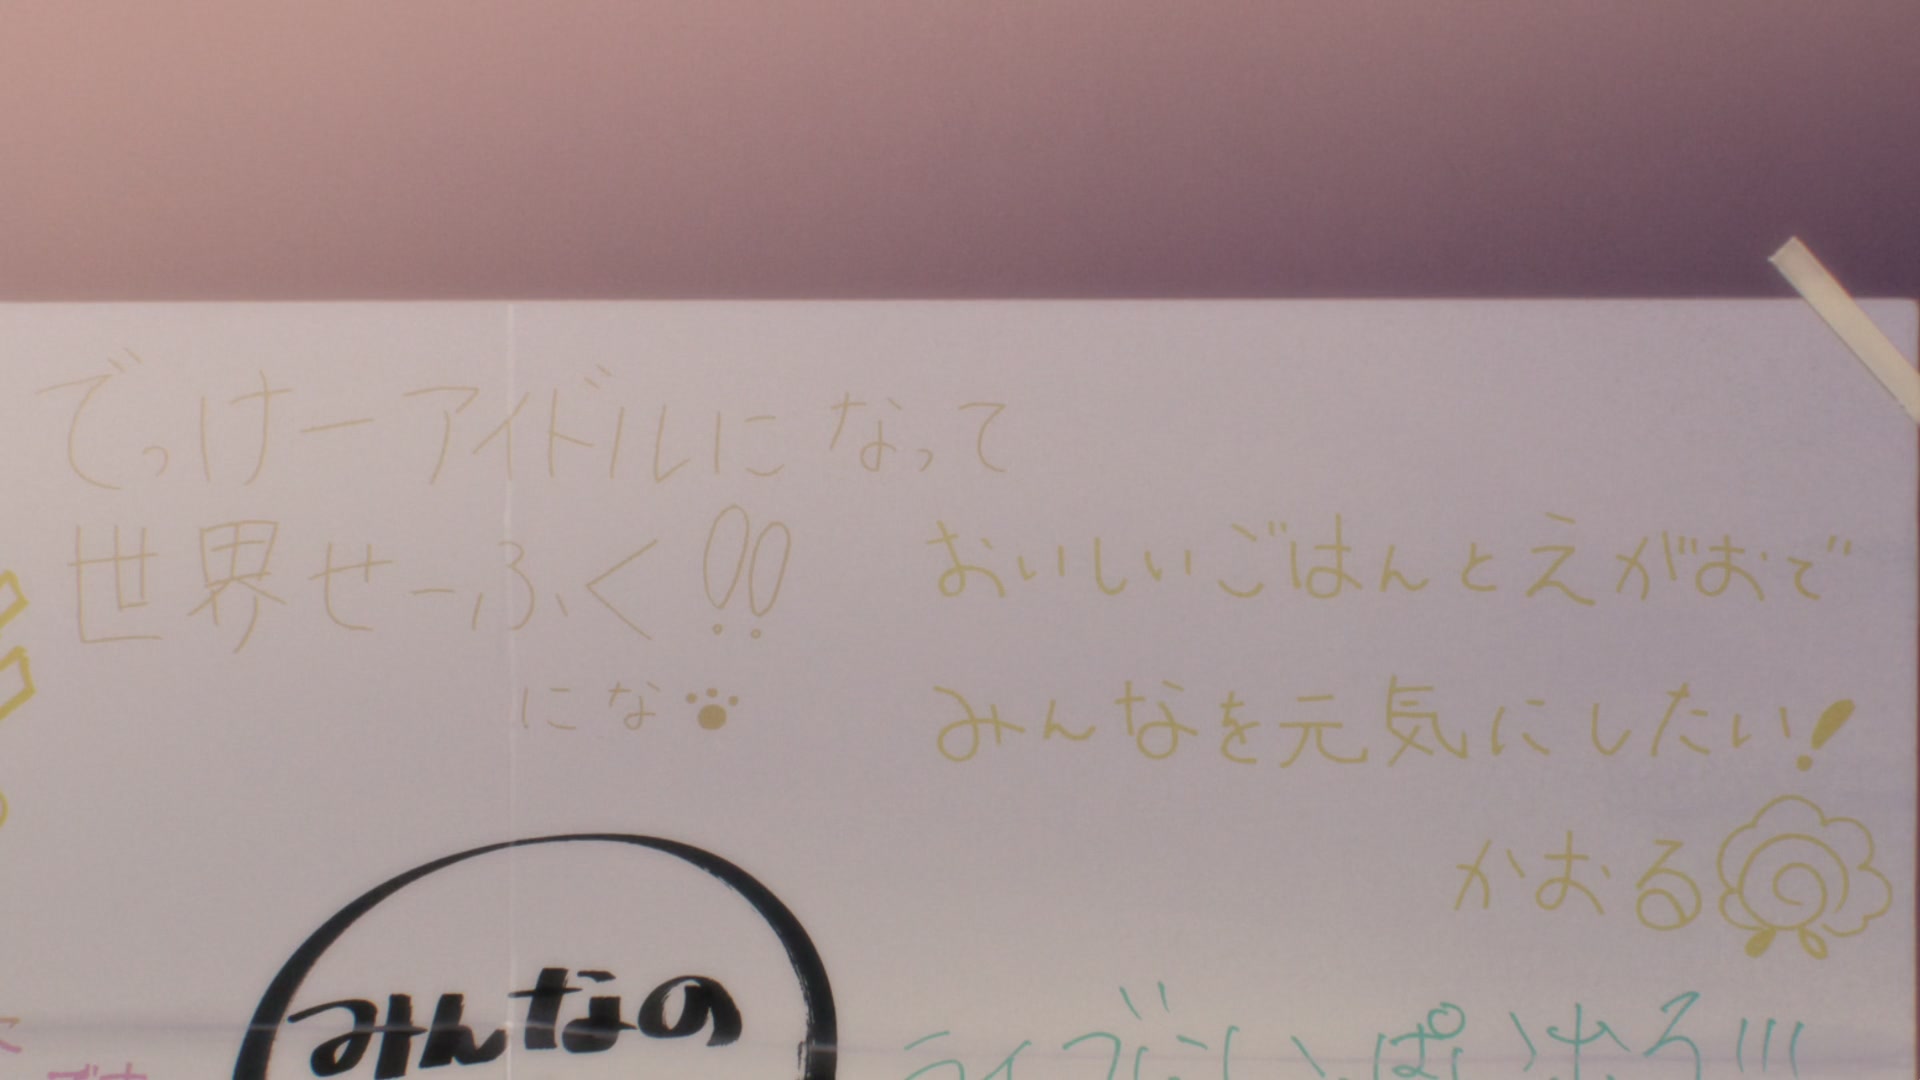 でっけーアイドルになって
世界せーふく!!
にな
おいしいごはんとえがおで
みんなを元気にしたい!
かおる
みんなの
ライブにいっぱい出る!!!